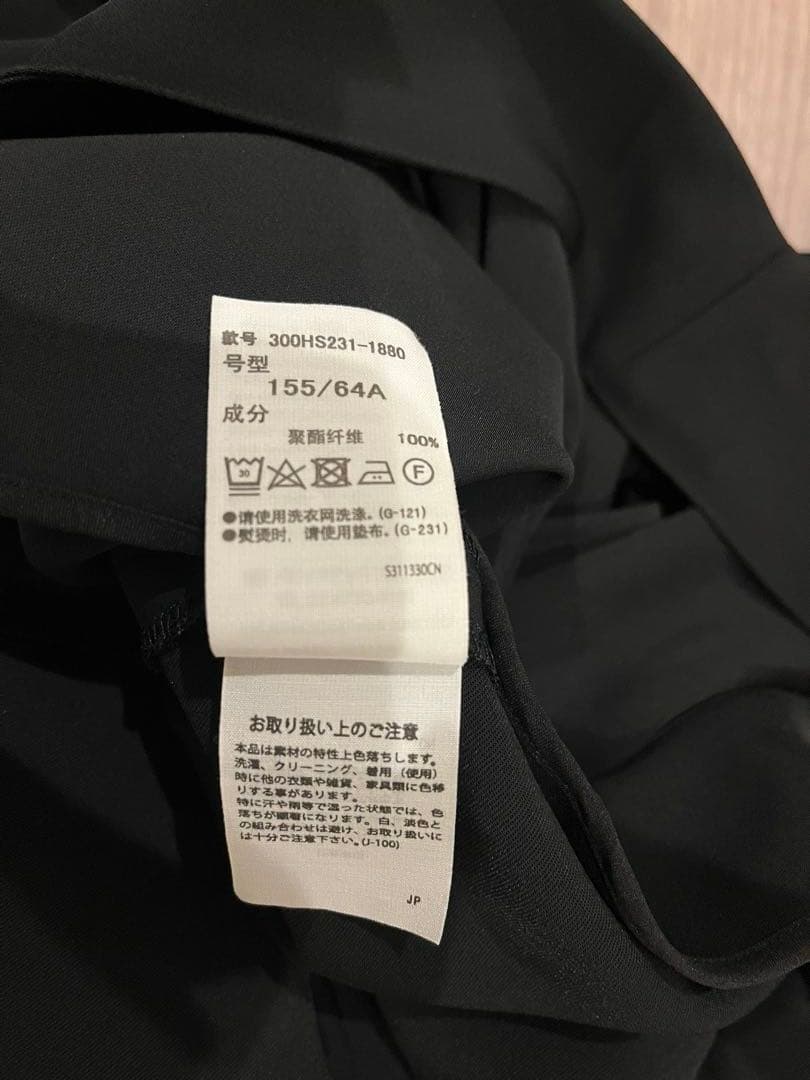 款号 300HS231-1880
号型
155/64A
成分
聚酯纤维 100%
30
F
●请使用洗衣网洗涤。(G-121)
●熨烫时，请使用垫布。(G-231)
S311330CN
お取り扱い上のご注意
本品は素材の特性上色落ちします。
洗濯、クリーニング、着用（使用）
時に他の衣類や雑貨、家具類に色移
りする事があります。
特に汗や雨等で湿った状態では、色
落ちが顕著になります。白、淡色と
の組み合わせは避け、お取り扱いに
は十分ご注意下さい。(J-100)
JP